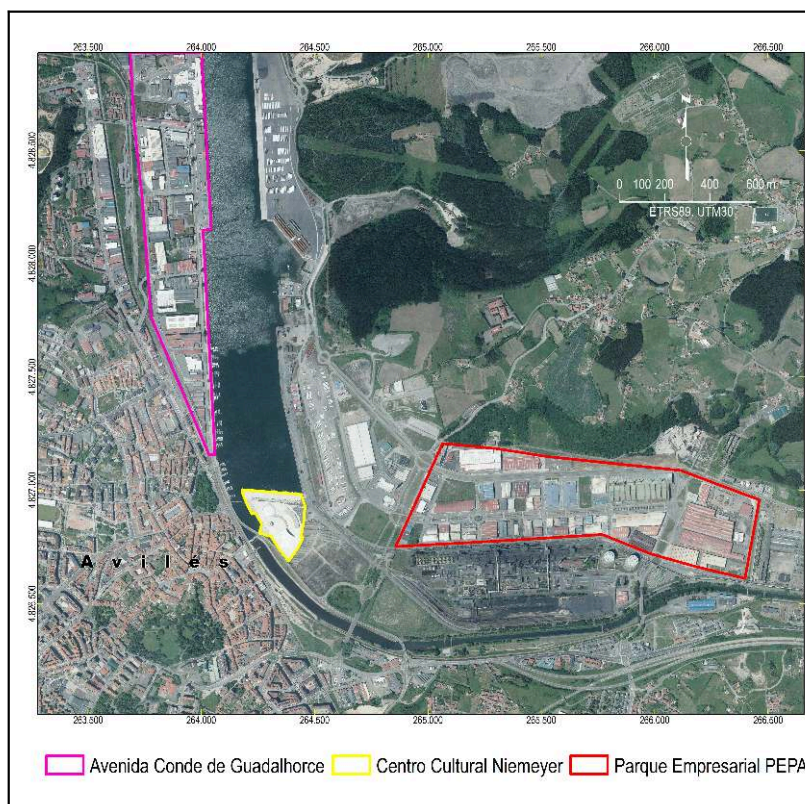 263.500 264.000 264.500 265.000 265.500 266.000 266.500
4.828.500
4.828.000
4.827.500
4.827.000
4.826.500
0 100 200 400 600 m.
ETRS89, UTM30
Avilés
263.500 264.000 264.500 265.000 265.500 266.000 266.500
Avenida Conde de Guadalhorce Centro Cultural Niemeyer Parque Empresarial PEPA